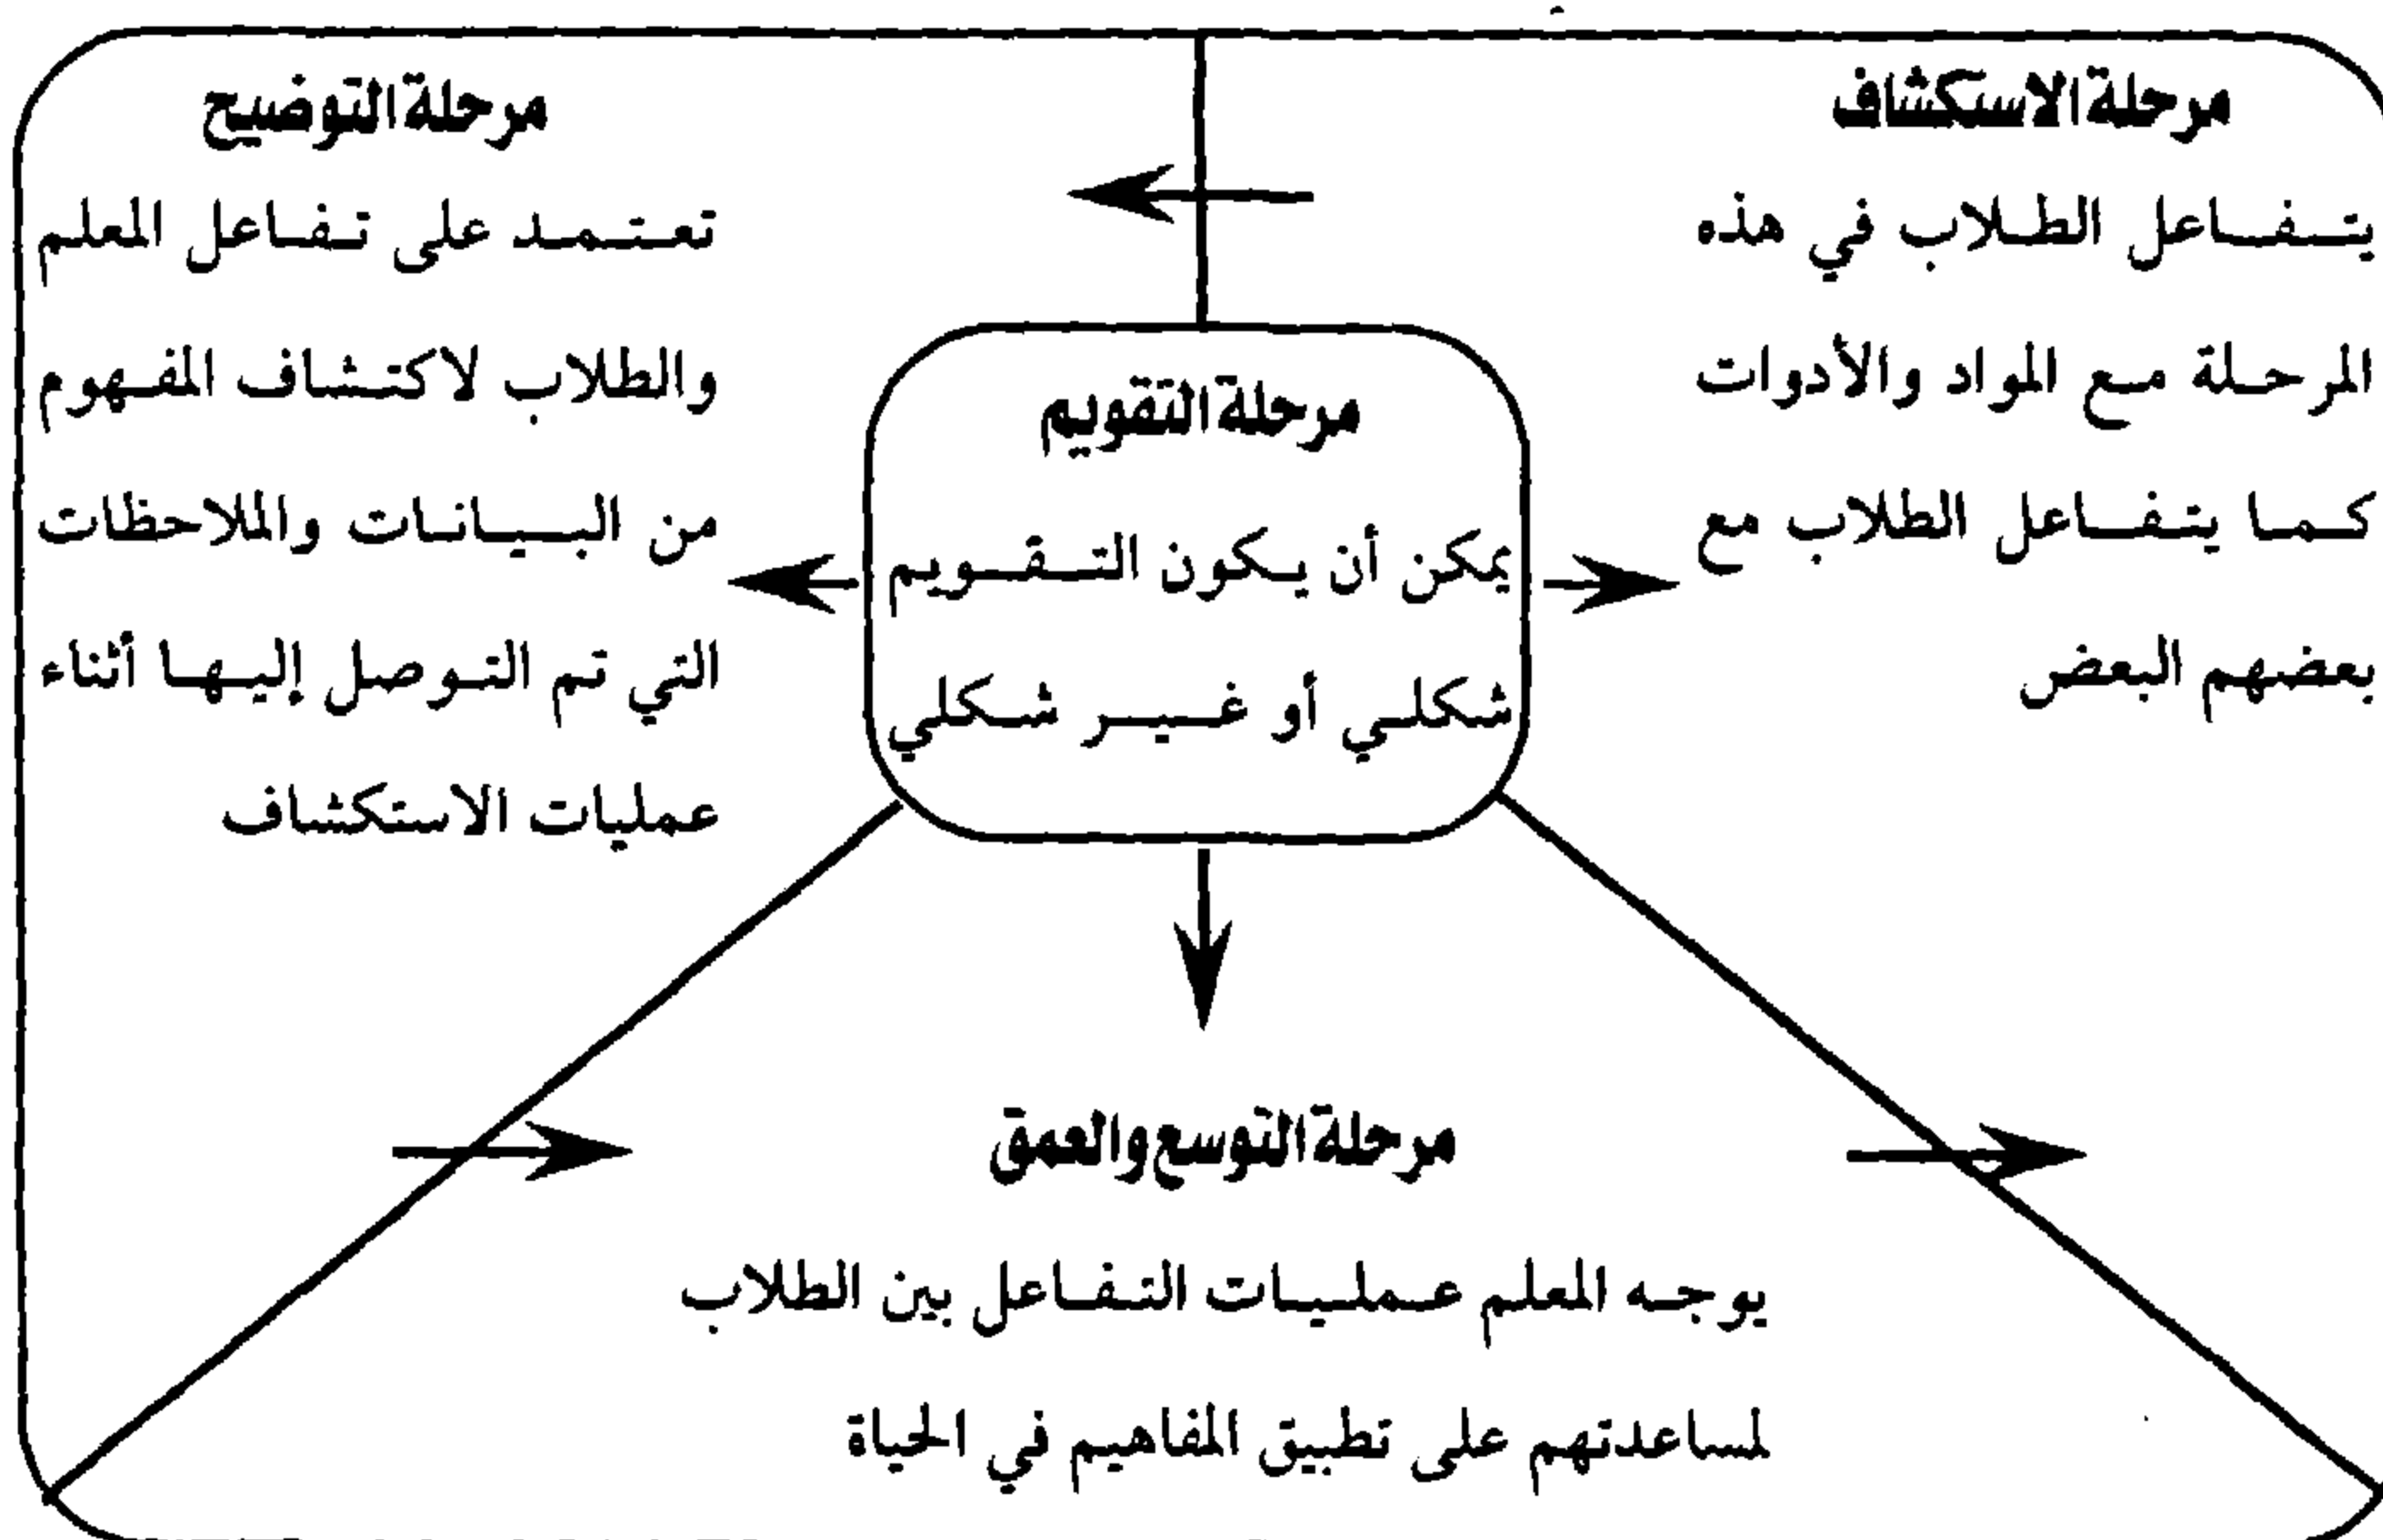 مرحلة الاستكشاف
يتفاعل الطلاب في هذه
المرحلة مع المواد والأدوات
كما يتفاعل الطلاب مع
بعضهم البعض
مرحلة التوضيح
تعتمد على تفاعل المعلم
والطلاب لاكتشاف المفهوم
من البيانات والملاحظات
التي تم التوصل إليها أثناء
عمليات الاستكشاف
مرحلة التقويم
يمكن أن يكون التقويم
شكلي أو غير شكلي
مرحلة التوسع والعمق
يوجه المعلم عمليات التفاعل بين الطلاب
لمساعدتهم على تطبيق المفاهيم في الحياة